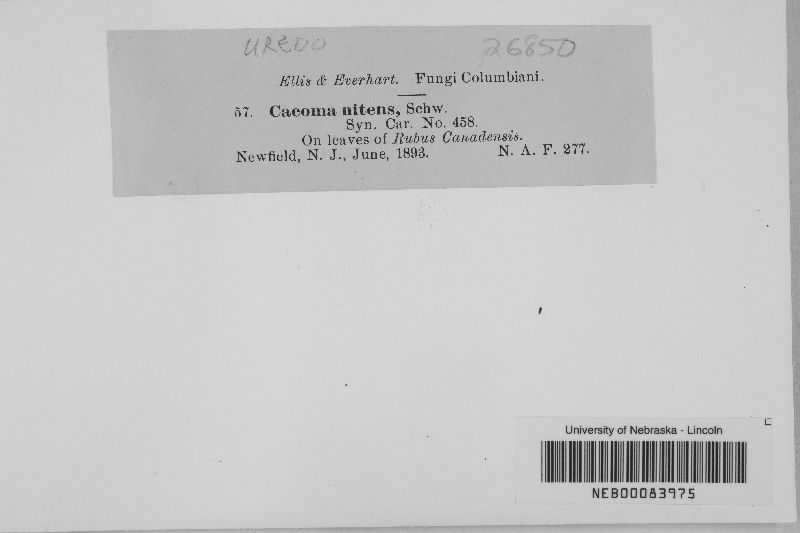 UREDO 26850
Ellis & Everhart. Fungi Columbiani.
57. Caeoma nitens, Schw.
Syn. Car. No. 458.
On leaves of Rubus Canadensis.
Newfield, N. J., June, 1893. N. A. F. 277.
University of Nebraska - Lincoln
NEB00083975